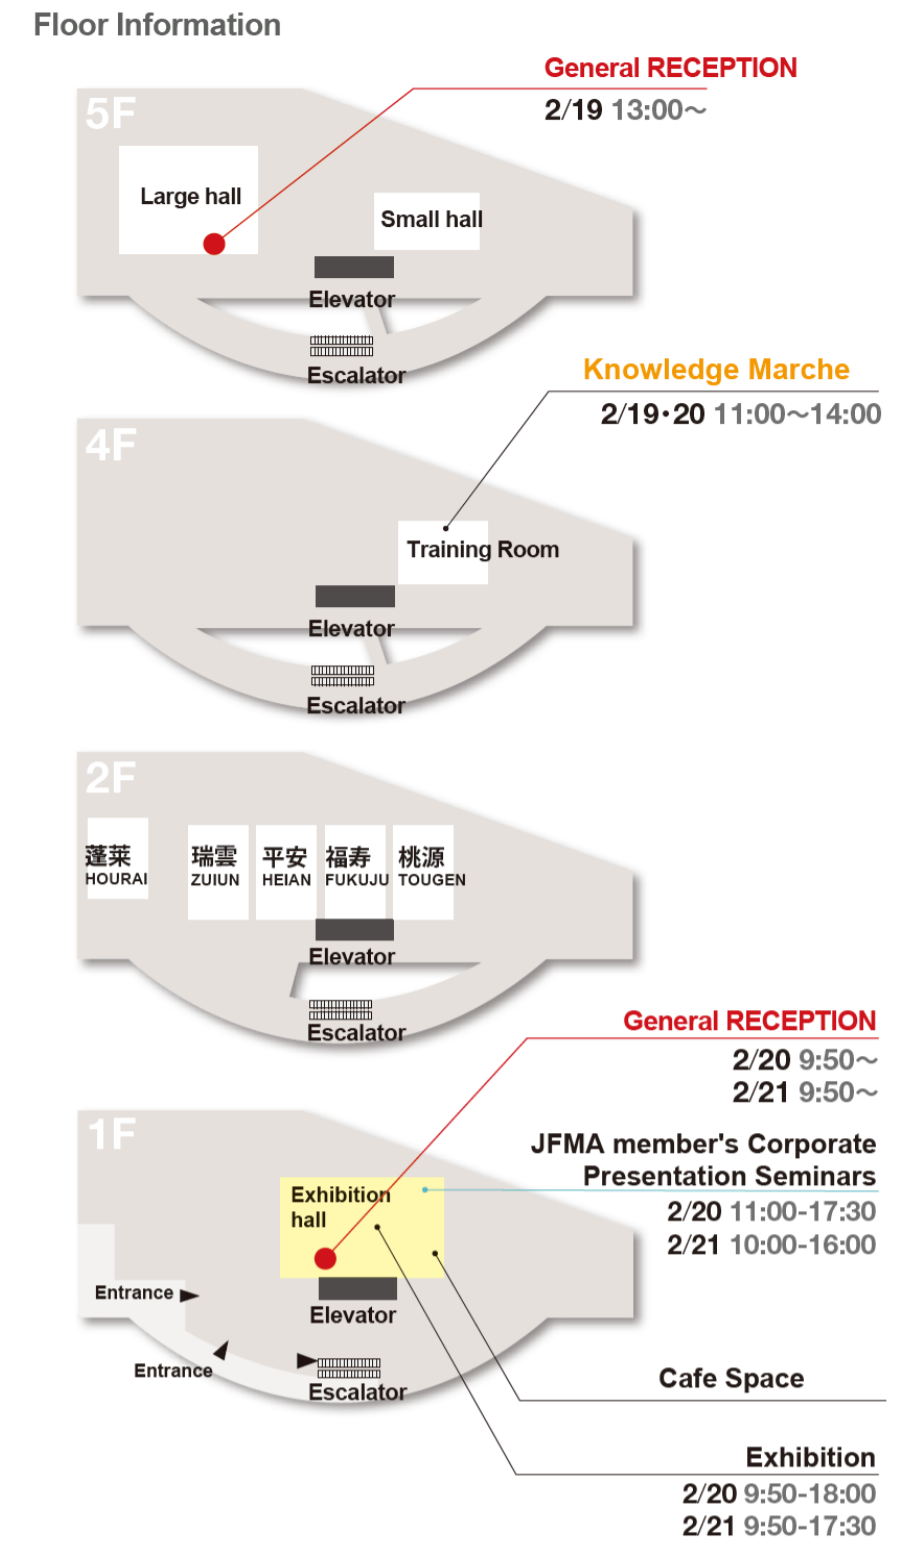 Floor Information
General RECEPTION
2/19 13:00〜
5F
Large hall
Small hall
Elevator
Escalator
Knowledge Marche
2/19•20 11:00〜14:00
4F
Training Room
Elevator
Escalator
2F
蓬莱
HOURAI
瑞雲
ZUIUN
平安
HEIAN
福寿
FUKUJU
桃源
TOUGEN
Elevator
Escalator
General RECEPTION
2/20 9:50〜
2/21 9:50〜
1F
JFMA member's Corporate
Presentation Seminars
2/20 11:00-17:30
2/21 10:00-16:00
Exhibition
hall
Entrance
Elevator
Entrance
Escalator
Cafe Space
Exhibition
2/20 9:50-18:00
2/21 9:50-17:30